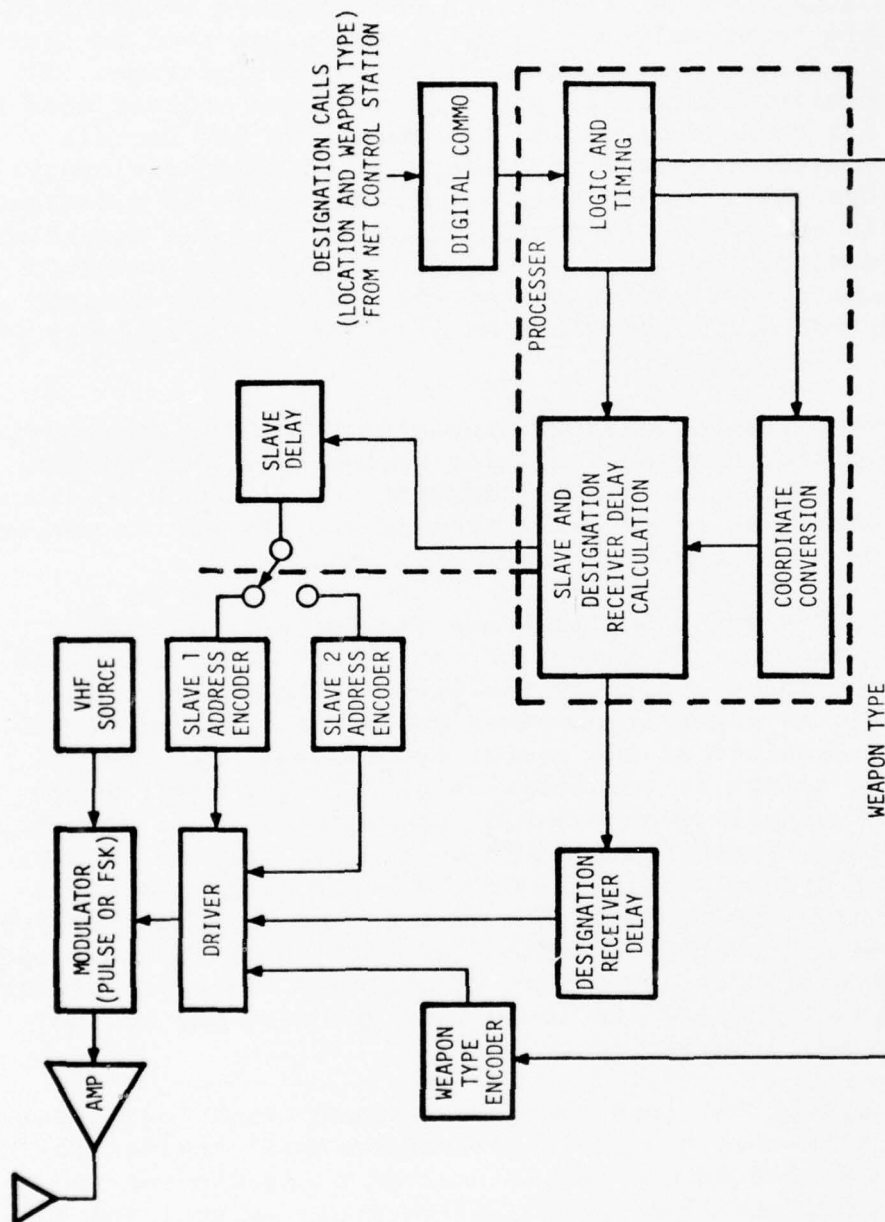 DESIGNATION CALLS
(LOCATION AND WEAPON TYPE)
FROM NET CONTROL STATION
DIGITAL COMMO
PROCESSER
LOGIC AND
TIMING
SLAVE
DELAY
SLAVE AND
DESIGNATION
RECEIVER DELAY
CALCULATION
COORDINATE
CONVERSION
VHF
SOURCE
SLAVE 1
ADDRESS
ENCODER
SLAVE 2
ADDRESS
ENCODER
WEAPON TYPE
MODULATOR
(PULSE OR FSK)
DRIVER
DESIGNATION
RECEIVER
DELAY
AMP
WEAPON
TYPE
ENCODER